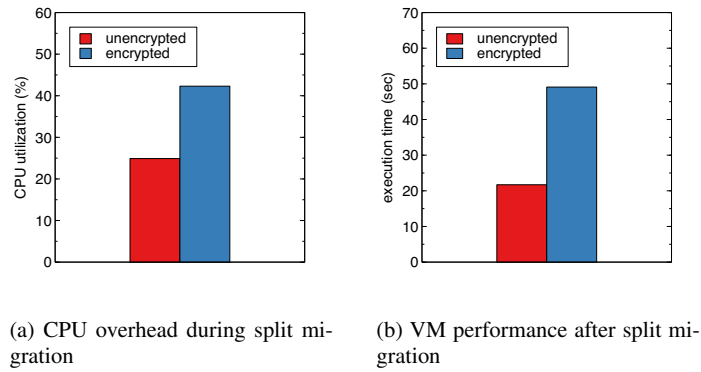 60
50
40
30
20
10
0
CPU utilization (%)
unencrypted
encrypted
70
60
50
40
30
20
10
0
execution time (sec)
unencrypted
encrypted
(a) CPU overhead during split mi-
gration
(b) VM performance after split mi-
gration